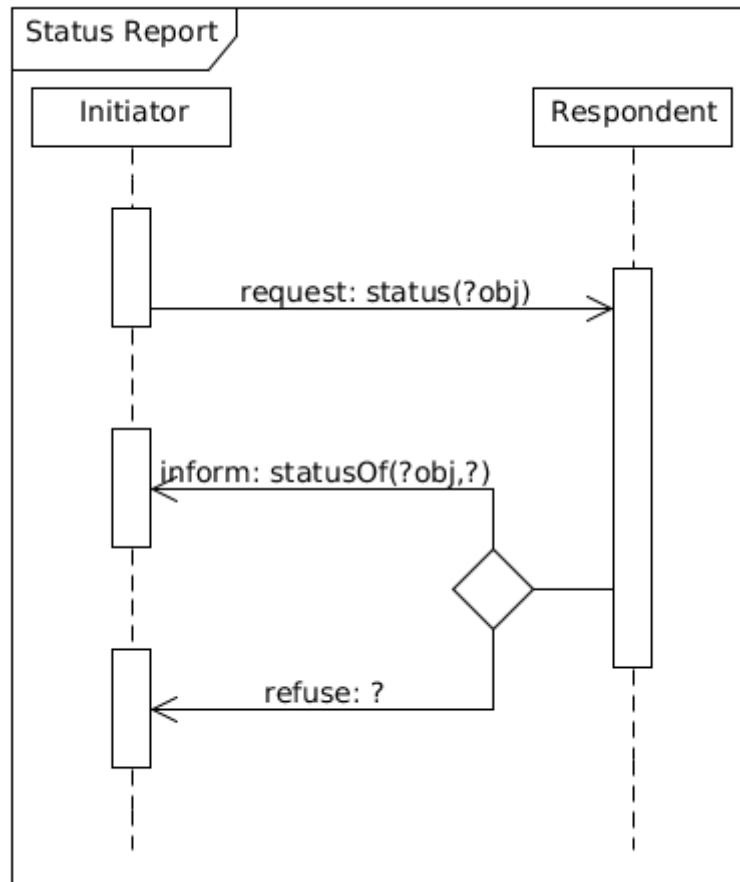 Status Report
Initiator
Respondent
request: status(?obj)
inform: statusOf(?obj,?)
refuse: ?